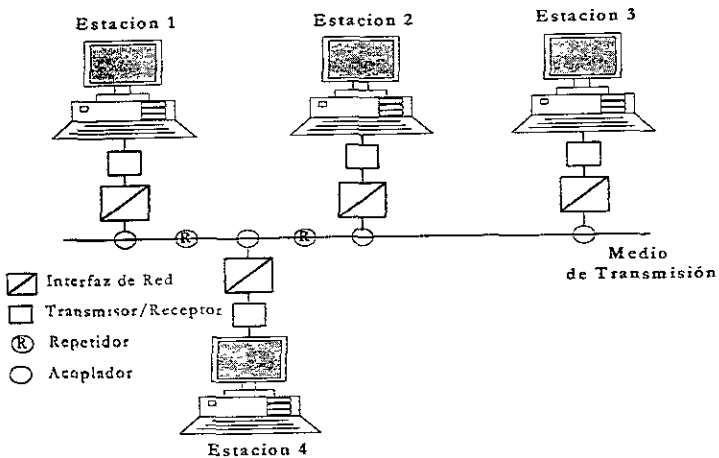 Estacion 1
Estacion 2
Estacion 3
R
R
Medio
de Transmisión
Interfaz de Red
Transmisor/Receptor
R Repetidor
Acoplador
Estacion 4